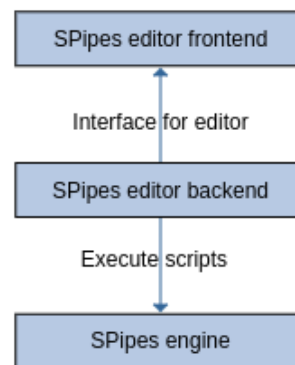 SPipes editor frontend
Interface for editor
SPipes editor backend
Execute scripts
SPipes engine